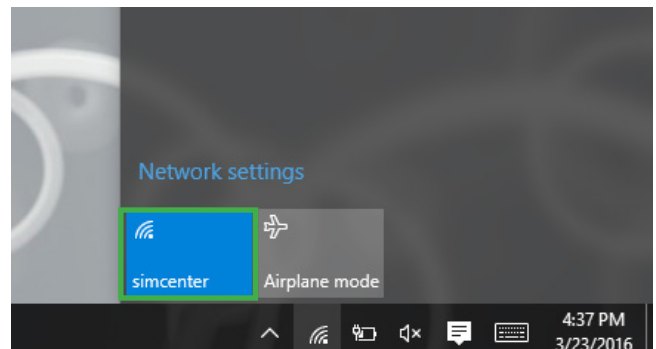 Network settings
simcenter
Airplane mode
4:37 PM
3/23/2016